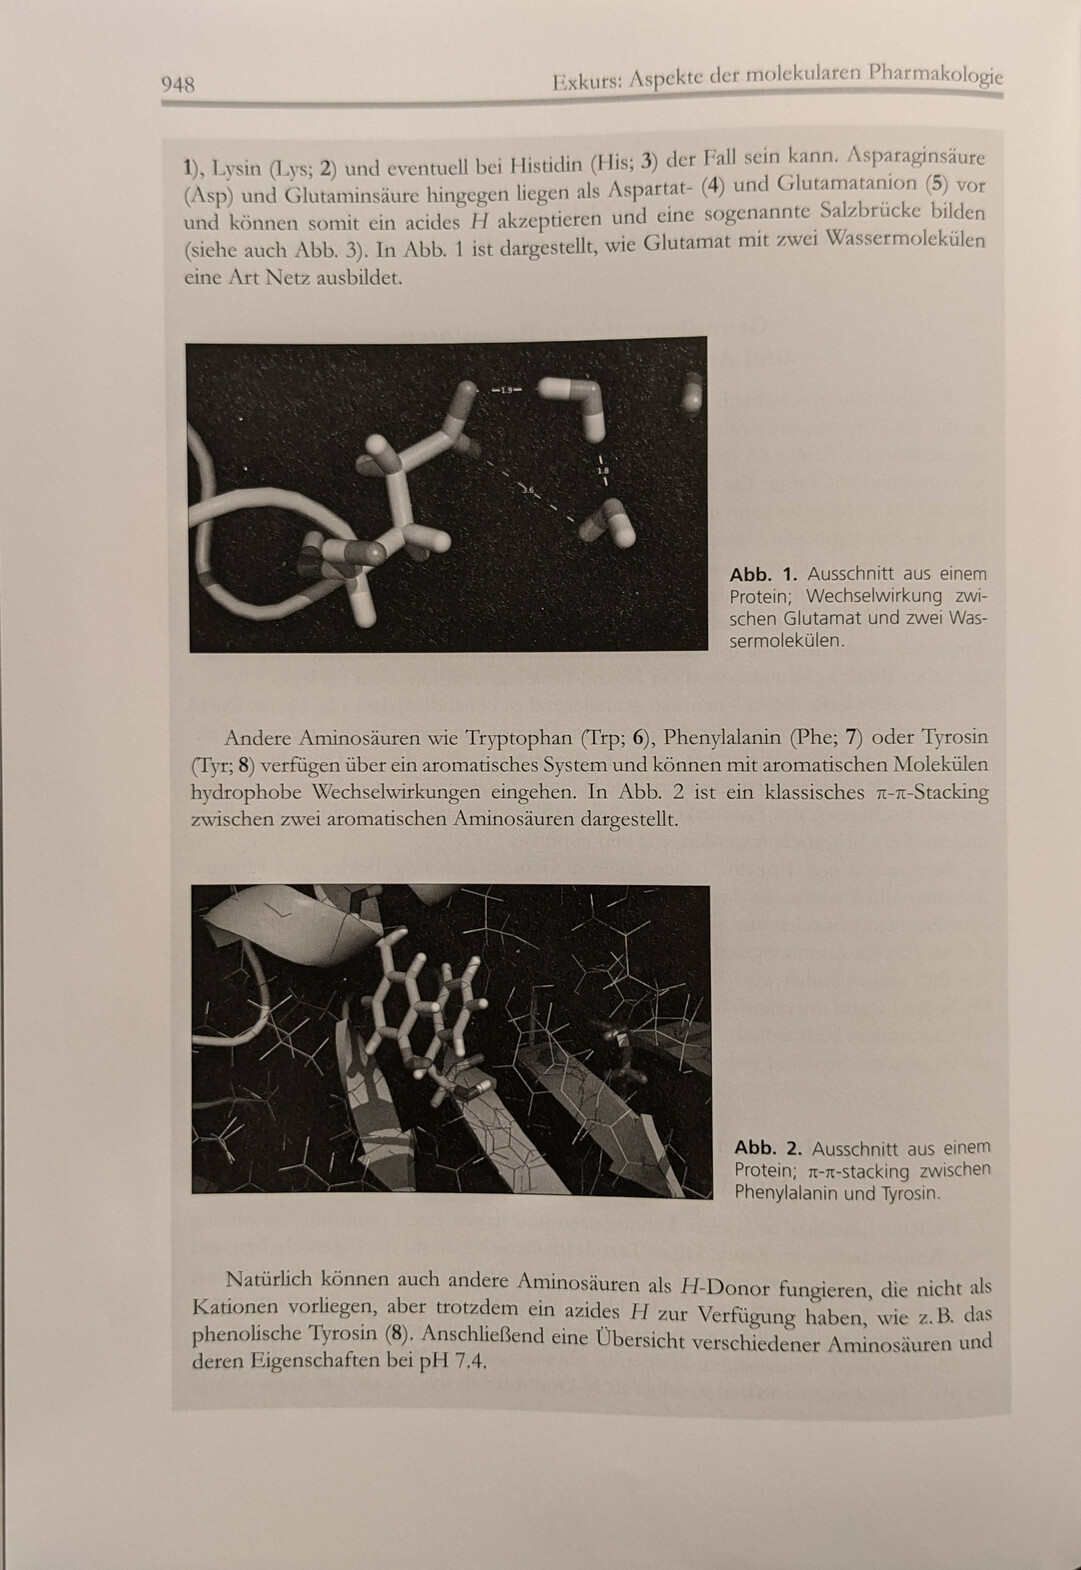 948
Exkurs: Aspekte der molekularen Pharmakologie
1), Lysin (Lys; 2) und eventuell bei Histidin (His; 3) der Fall sein kann. Asparaginsäure
(Asp) und Glutaminsäure hingegen liegen als Aspartat- (4) und Glutamatanion (5) vor
und können somit ein acides H akzeptieren und eine sogenannte Salzbrücke bilden
(siehe auch Abb. 3). In Abb. 1 ist dargestellt, wie Glutamat mit zwei Wassermolekülen
eine Art Netz ausbildet.
1.9
1.8
3.6
Abb. 1. Ausschnitt aus einem
Protein; Wechselwirkung zwi-
schen Glutamat und zwei Was-
sermolekülen.
Andere Aminosäuren wie Tryptophan (Trp; 6), Phenylalanin (Phe; 7) oder Tyrosin
(Tyr; 8) verfügen über ein aromatisches System und können mit aromatischen Molekülen
hydrophobe Wechselwirkungen eingehen. In Abb. 2 ist ein klassisches π-π-Stacking
zwischen zwei aromatischen Aminosäuren dargestellt.
Abb. 2. Ausschnitt aus einem
Protein; π-π-stacking zwischen
Phenylalanin und Tyrosin.
Natürlich können auch andere Aminosäuren als H-Donor fungieren, die nicht als
Kationen vorliegen, aber trotzdem ein azides H zur Verfügung haben, wie z. B. das
phenolische Tyrosin (8). Anschließend eine Übersicht verschiedener Aminosäuren und
deren Eigenschaften bei pH 7.4.